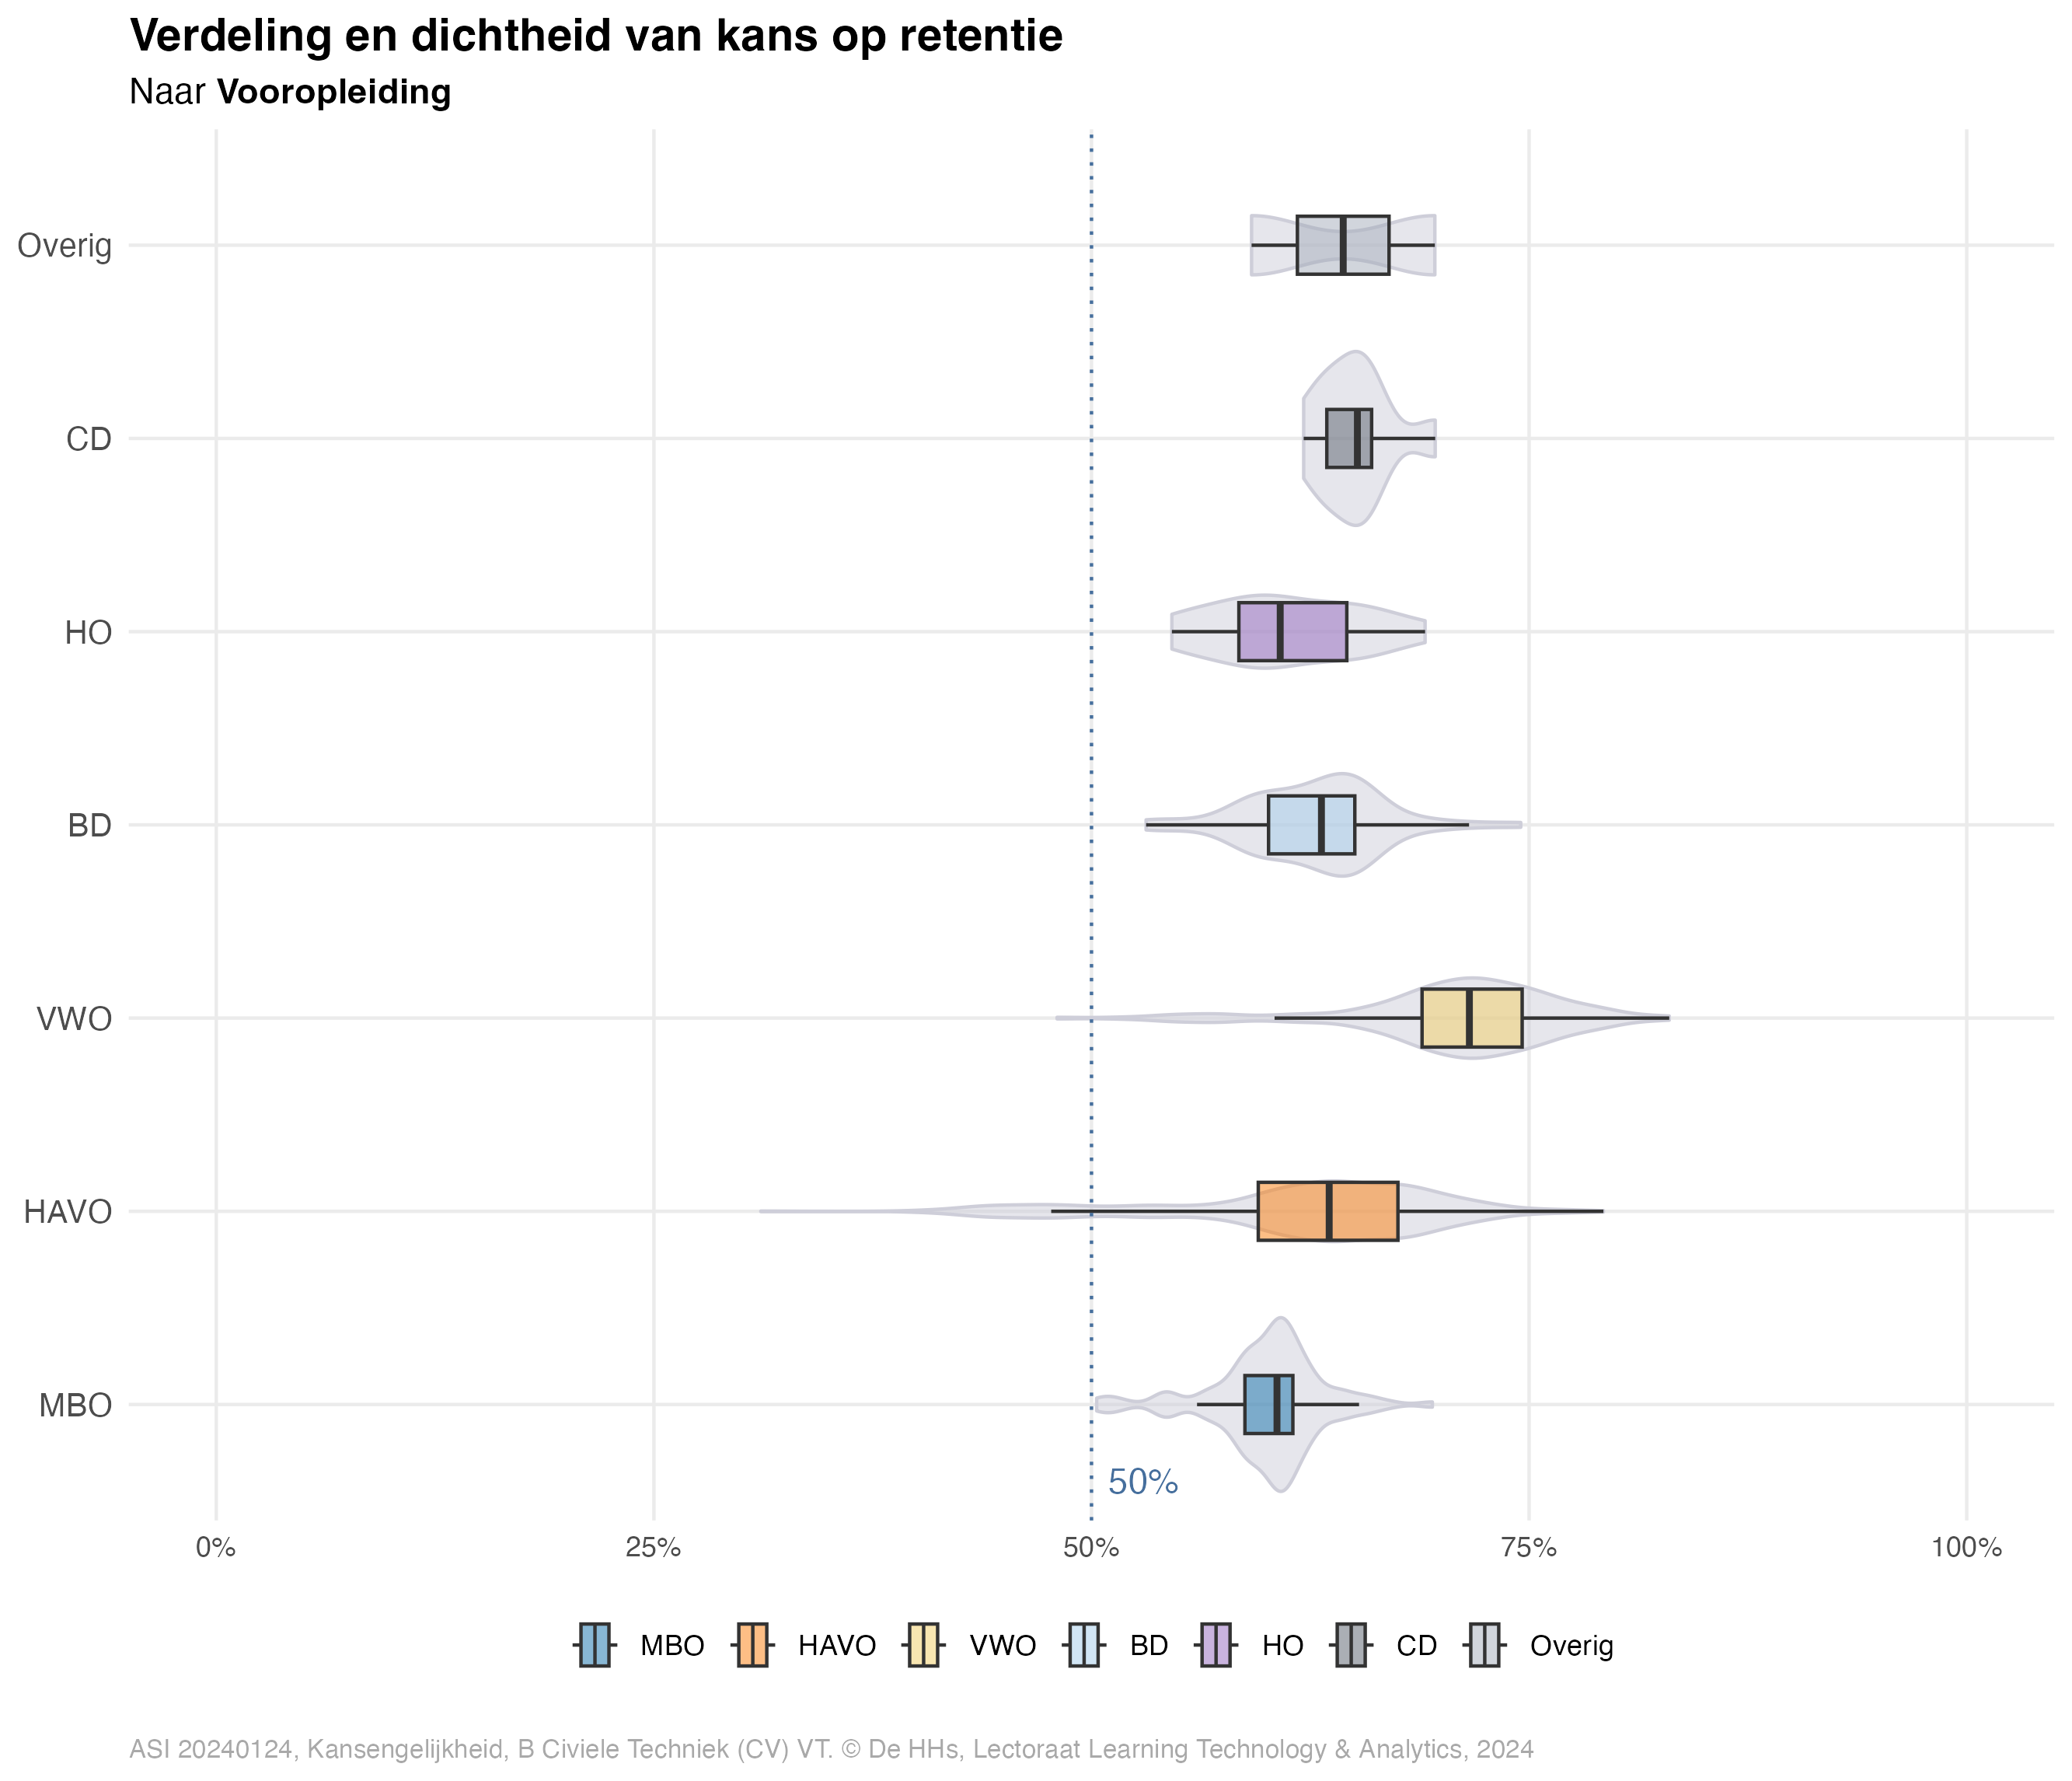 Verdeling en dichtheid van kans op retentie
Naar Vooropleiding
Overig
CD
HO
BD
VWO
HAVO
MBO
50%
0% 25% 50% 75% 100%
MBO HAVO VWO BD HO CD Overig
ASI 20240124, Kansengelijkheid, B Civiele Techniek (CV) VT. © De HHs, Lectoraat Learning Technology & Analytics, 2024